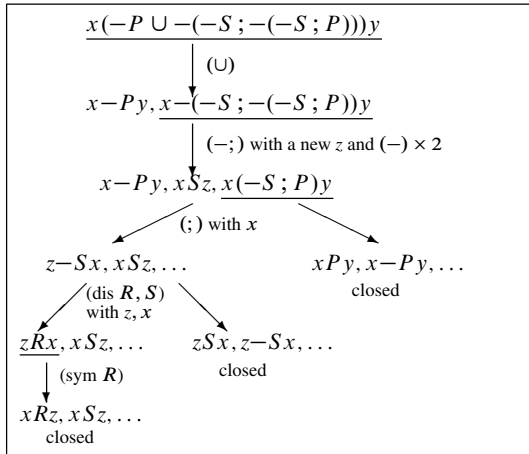 x(−P ∪ −(−S ; −(−S ; P)))y
(∪)
x−Py, x−(−S ; −(−S ; P))y
(−;) with a new z and (−) × 2
x−Py, xSz, x(−S ; P)y
(;) with x
z−Sx, xSz, ...
xPy, x−Py, ...
closed
(dis R, S)
with z, x
zRx, xSz, ...
zSx, z−Sx, ...
closed
(sym R)
xRz, xSz, ...
closed